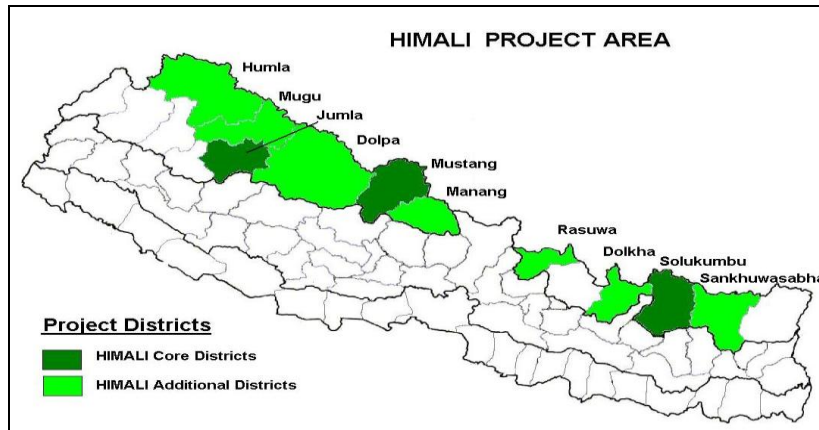 HIMALI PROJECT AREA
Humla
Mugu
Jumla
Dolpa
Mustang
Manang
Rasuwa
Dolkha
Solukumbu
Sankhuwasabha
Project Districts
HIMALI Core Districts
HIMALI Additional Districts